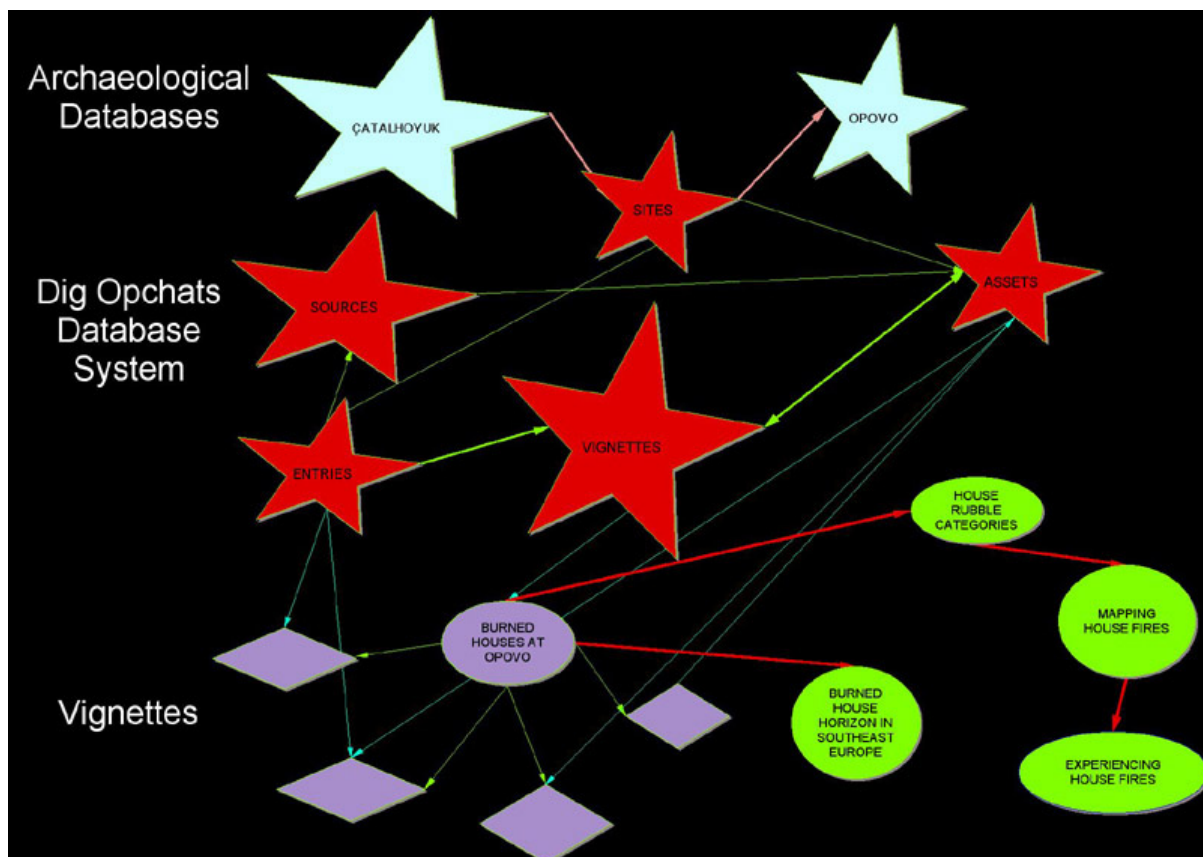 Archaeological
Databases
ÇATALHOYUK
OPOVO
SITES
Dig Opchats
Database
System
SOURCES
ASSETS
ENTRIES
VIGNETTES
HOUSE
RUBBLE
CATEGORIES
MAPPING
HOUSE FIRES
BURNED
HOUSES AT
OPOVO
Vignettes
BURNED
HOUSE
HORIZON IN
SOUTHEAST
EUROPE
EXPERIENCING
HOUSE FIRES